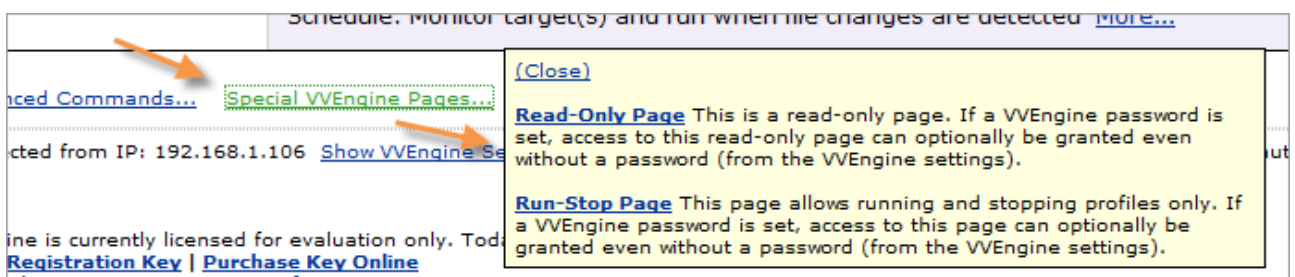 Schedule: Monitor target(s) and run when file changes are detected More...
nced Commands... Special VVEngine Pages...
cted from IP: 192.168.1.106 Show VVEngine Se
ine is currently licensed for evaluation only. Toda
Registration Key | Purchase Key Online
(Close)
Read-Only Page This is a read-only page. If a VVEngine password is
set, access to this read-only page can optionally be granted even
without a password (from the VVEngine settings).
Run-Stop Page This page allows running and stopping profiles only. If
a VVEngine password is set, access to this page can optionally be
granted even without a password (from the VVEngine settings).